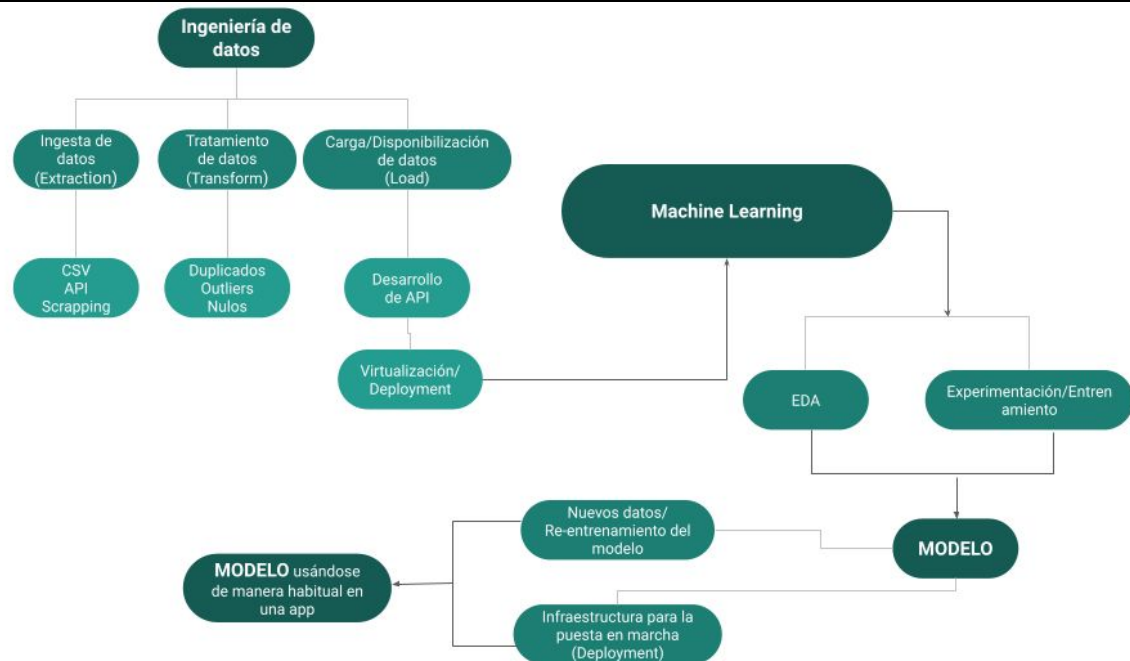 Ingeniería de
datos
Ingesta de
datos
(Extraction)
Tratamiento
de datos
(Transform)
Carga/Disponibilización
de datos
(Load)
CSV
API
Scrapping
Duplicados
Outliers
Nulos
Desarrollo
de API
Virtualización/
Deployment
Machine Learning
EDA
Experimentación/Entren
amiento
MODELO
Nuevos datos/
Re-entrenamiento del
modelo
Infraestructura para la
puesta en marcha
(Deployment)
MODELO usándose
de manera habitual en
una app